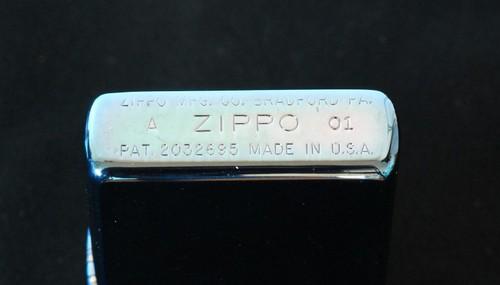 ZIPPO MFG. CO. BRADFORD PA.
A ZIPPO 01
PAT. 2032695 MADE IN U.S.A.